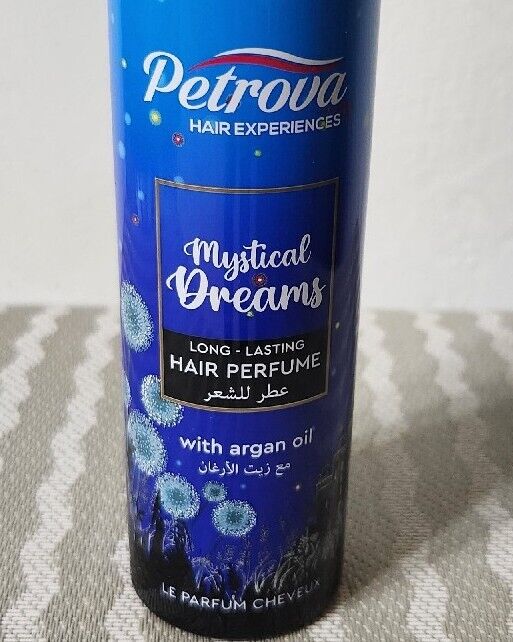 Petrova
HAIR EXPERIENCES
Mystical
Dreams
LONG - LASTING
HAIR PERFUME
عطر للشعر
with argan oil
مع زيت الأرغان
LE PARFUM CHEVEUX